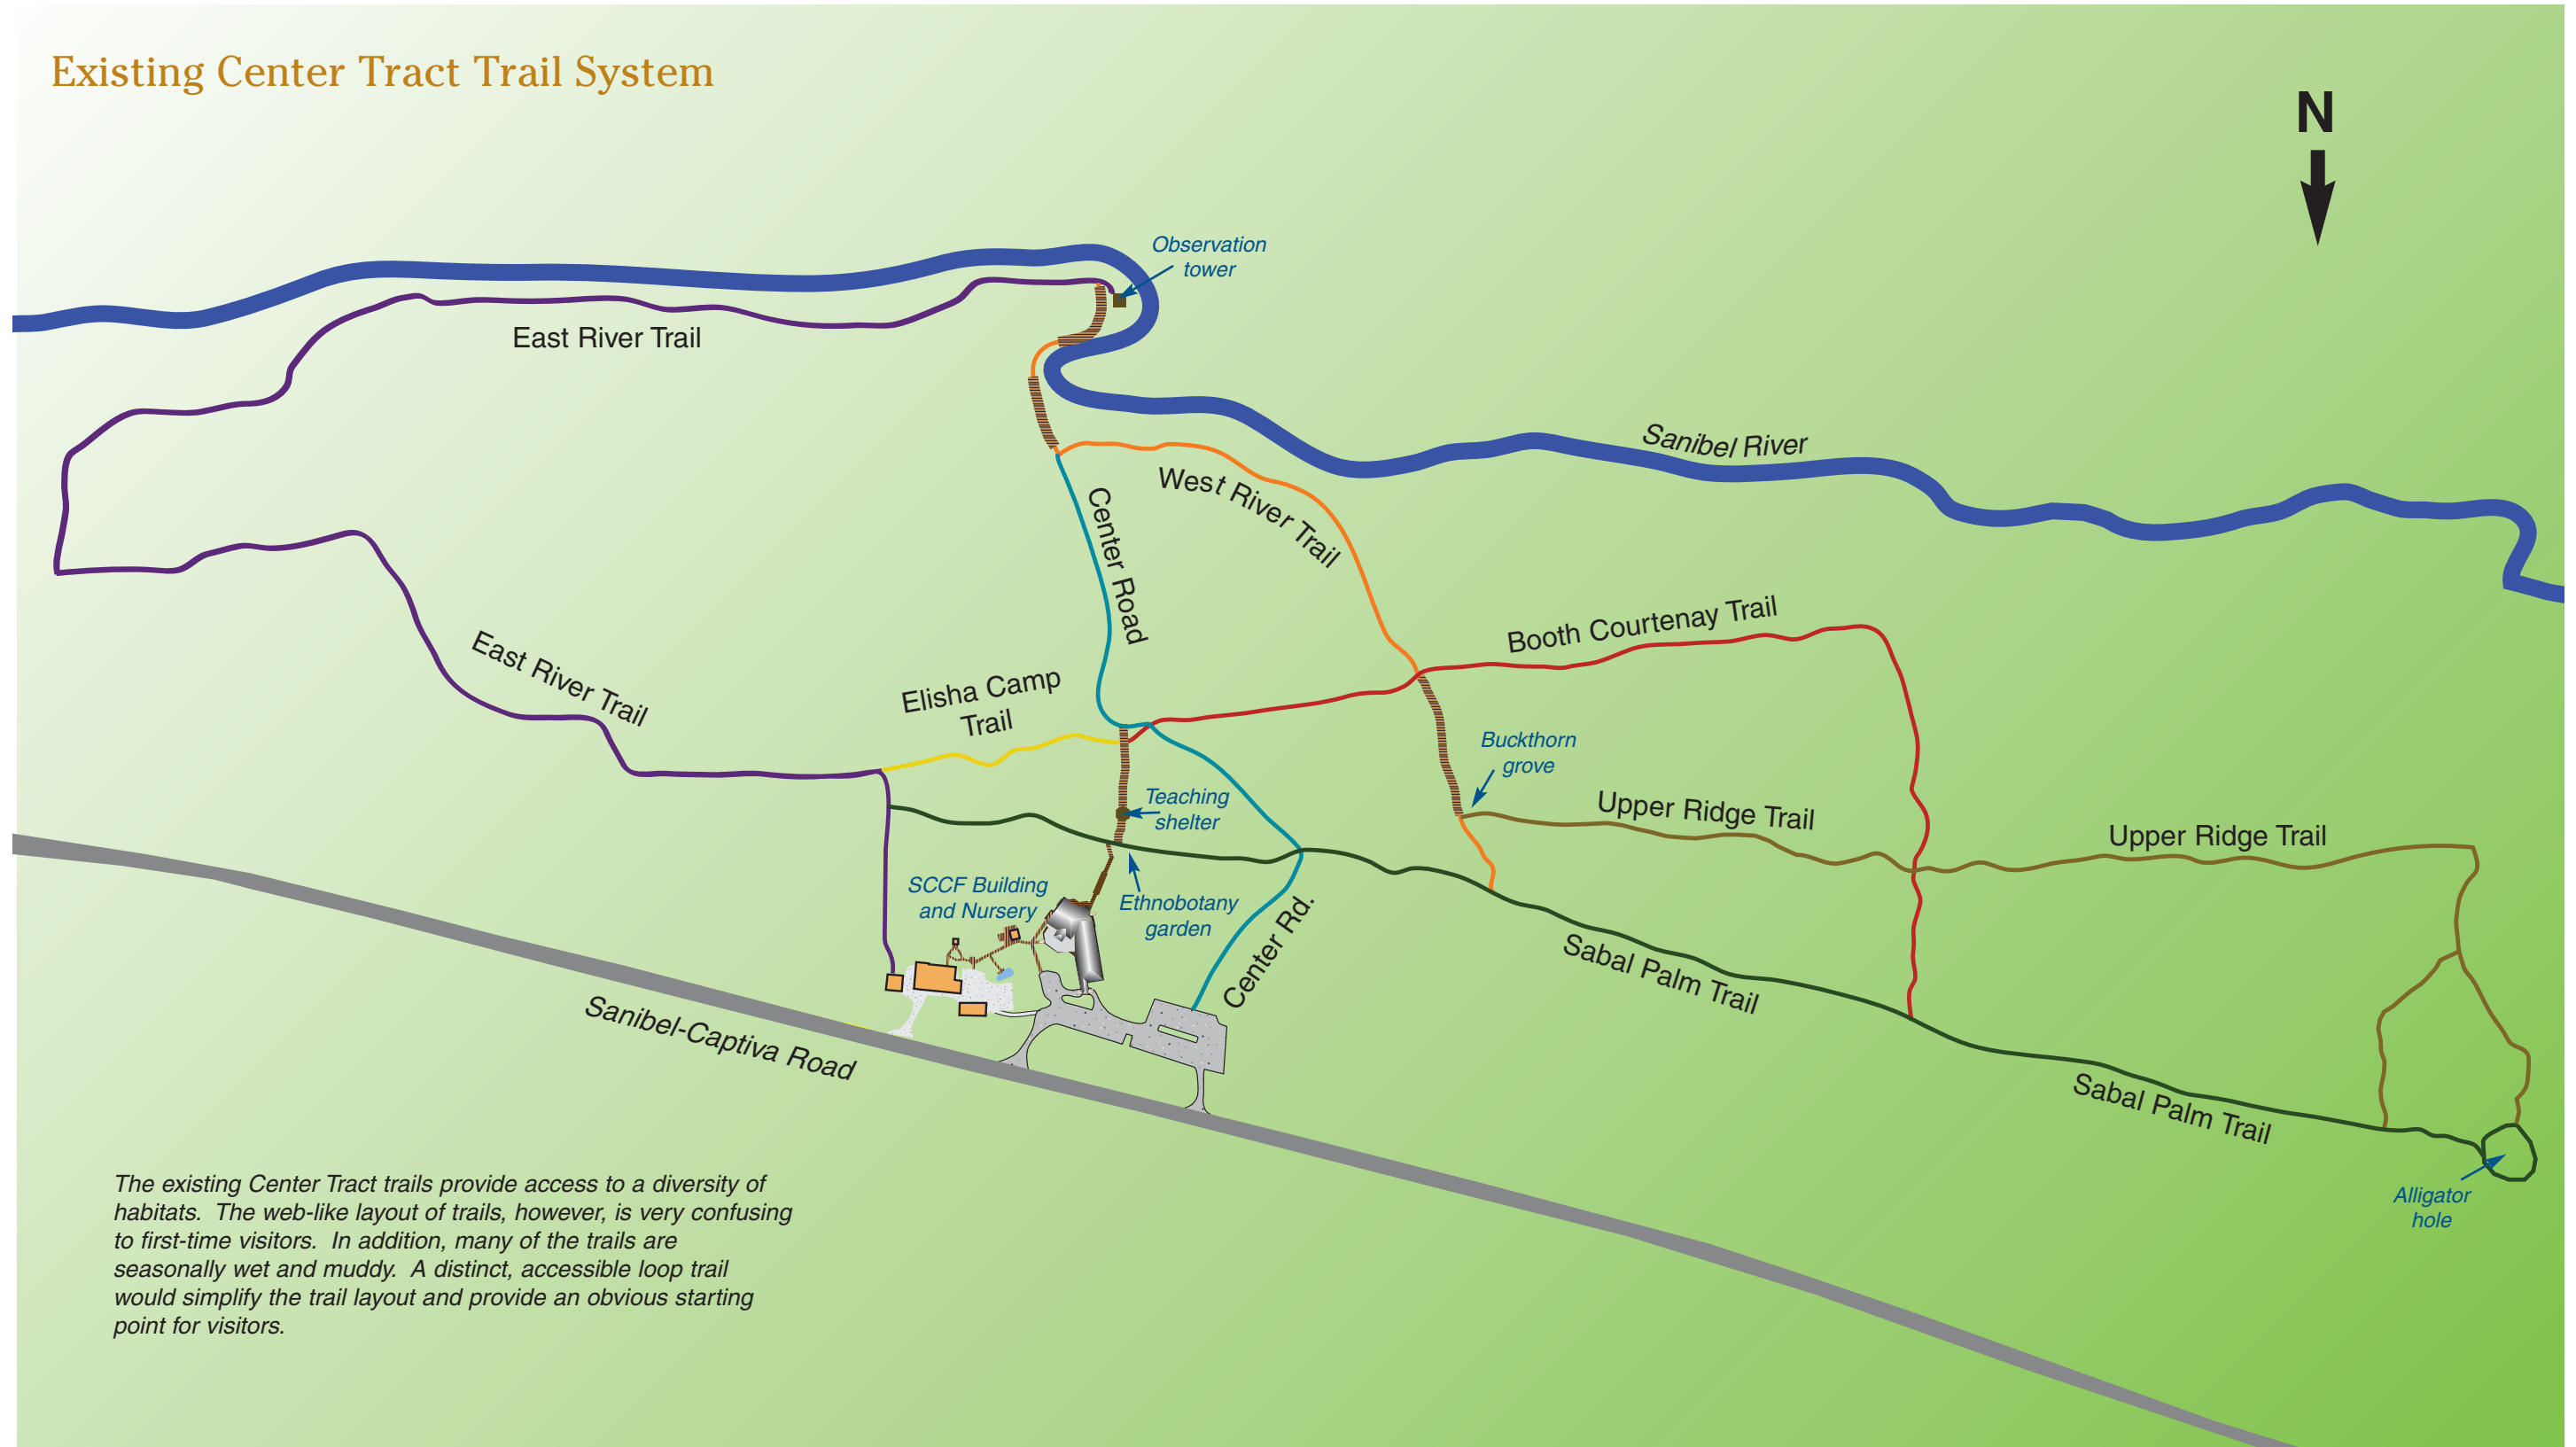 Existing Center Tract Trail System
N
Observation
tower
East River Trail
Sanibel River
West River Trail
Center Road
Booth Courtenay Trail
East River Trail
Elisha Camp
Trail
Buckthorn
grove
Teaching
shelter
Upper Ridge Trail
Upper Ridge Trail
SCCF Building
and Nursery
Ethnobotany
garden
Center Rd.
Sabal Palm Trail
Sanibel-Captiva Road
Sabal Palm Trail
Alligator
hole
The existing Center Tract trails provide access to a diversity of
habitats.  The web-like layout of trails, however, is very confusing
to first-time visitors.  In addition, many of the trails are
seasonally wet and muddy.  A distinct, accessible loop trail
would simplify the trail layout and provide an obvious starting
point for visitors.